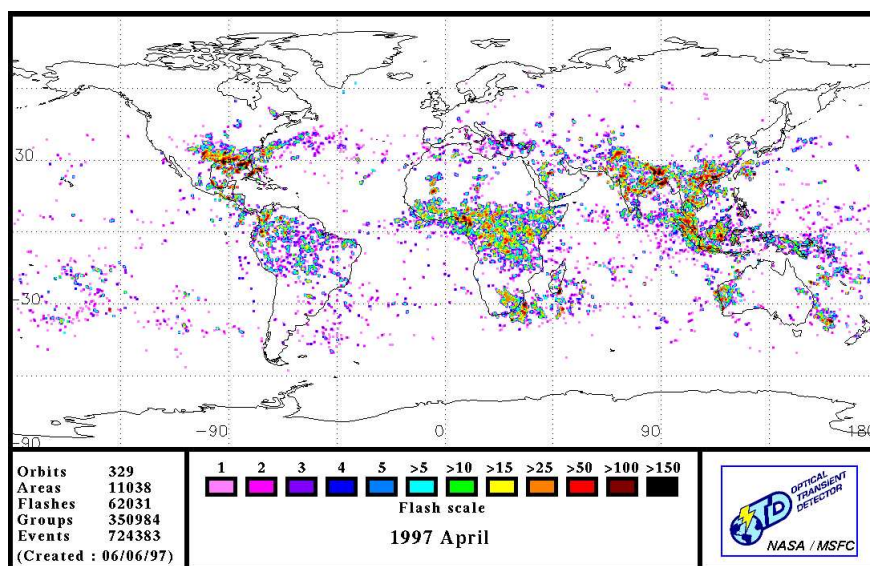 30
-30
-90
-90
0
90
180
Orbits 329
Areas 11038
Flashes 62031
Groups 350984
Events 724383
(Created : 06/06/97)
1 2 3 4 5 >5 >10 >15 >25 >50 >100 >150
Flash scale
1997 April
OTD
OPTICAL
TRANSIENT
DETECTOR
NASA / MSFC